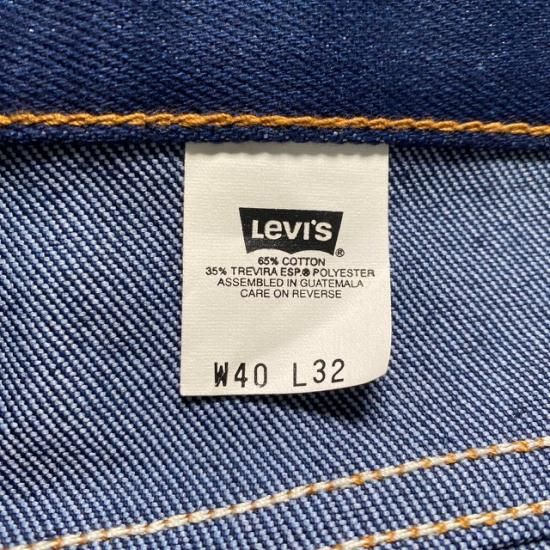 LEVI'S ®
65% COTTON
35% TREVIRA ESP.® POLYESTER
ASSEMBLED IN GUATEMALA
CARE ON REVERSE
W40 L32